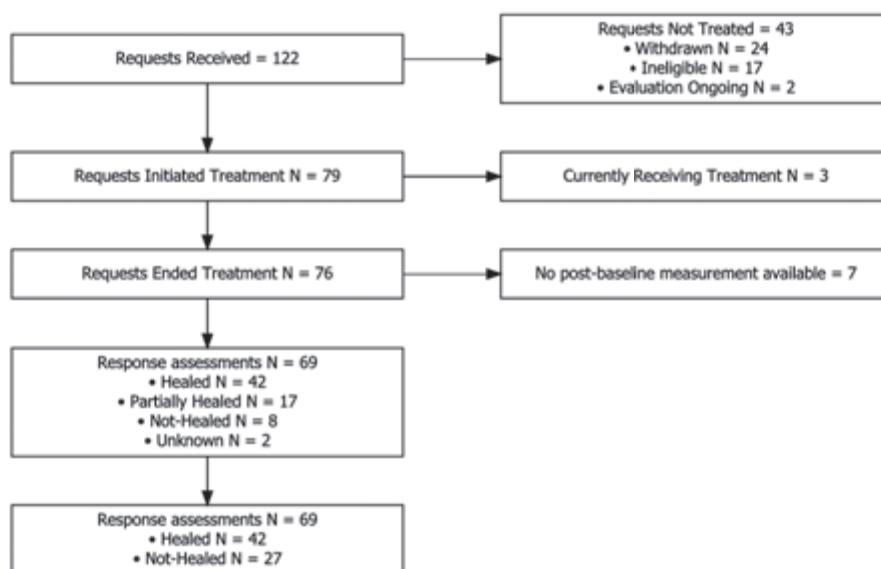 Requests Received = 122
Requests Not Treated = 43
• Withdrawn N = 24
• Ineligible N = 17
• Evaluation Ongoing N = 2
Requests Initiated Treatment N = 79
Currently Receiving Treatment N = 3
Requests Ended Treatment N = 76
No post-baseline measurement available = 7
Response assessments N = 69
• Healed N = 42
• Partially Healed N = 17
• Not-Healed N = 8
• Unknown N = 2
Response assessments N = 69
• Healed N = 42
• Not-Healed N = 27